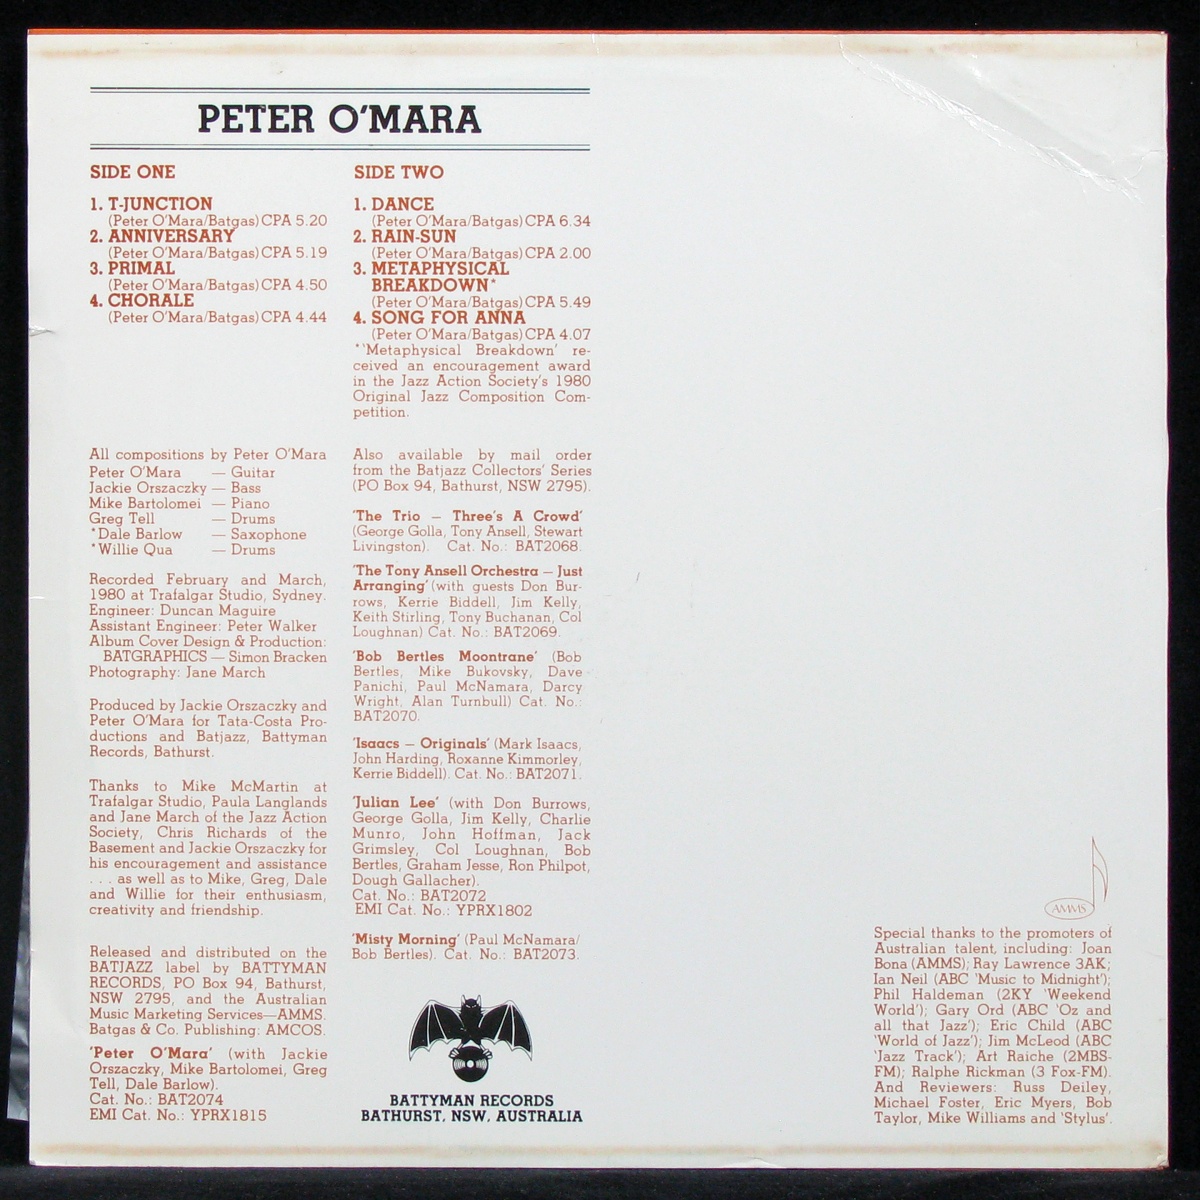 PETER O'MARA
SIDE ONE
1. T-JUNCTION
(Peter O'Mara/Batgas) CPA 5.20
2. ANNIVERSARY
(Peter O'Mara/Batgas) CPA 5.19
3. PRIMAL
(Peter O'Mara/Batgas) CPA 4.50
4. CHORALE
(Peter O'Mara/Batgas) CPA 4.44
SIDE TWO
1. DANCE
(Peter O'Mara/Batgas) CPA 6.34
2. RAIN-SUN
(Peter O'Mara/Batgas) CPA 2.00
3. METAPHYSICAL
BREAKDOWN*
(Peter O'Mara/Batgas) CPA 5.49
4. SONG FOR ANNA
(Peter O'Mara/Batgas) CPA 4.07
*'Metaphysical Breakdown' re-
ceived an encouragement award
in the Jazz Action Society's 1980
Original Jazz Composition Com-
petition.
All compositions by Peter O'Mara
Peter O'Mara — Guitar
Jackie Orszaczky — Bass
Mike Bartolomei — Piano
Greg Tell — Drums
*Dale Barlow — Saxophone
*Willie Qua — Drums
Recorded February and March,
1980 at Trafalgar Studio, Sydney.
Engineer: Duncan Maguire
Assistant Engineer: Peter Walker
Album Cover Design & Production:
BATGRAPHICS — Simon Bracken
Photography: Jane March
Produced by Jackie Orszaczky and
Peter O'Mara for Tata-Costa Pro-
ductions and Batjazz, Battyman
Records, Bathurst.
Thanks to Mike McMartin at
Trafalgar Studio, Paula Langlands
and Jane March of the Jazz Action
Society, Chris Richards of the
Basement and Jackie Orszaczky for
his encouragement and assistance
. . . as well as to Mike, Greg, Dale
and Willie for their enthusiasm,
creativity and friendship.
Released and distributed on the
BATJAZZ label by BATTYMAN
RECORDS, PO Box 94, Bathurst,
NSW 2795, and the Australian
Music Marketing Services—AMMS.
Batgas & Co. Publishing: AMCOS.
'Peter O'Mara' (with Jackie
Orszaczky, Mike Bartolomei, Greg
Tell, Dale Barlow).
Cat. No.: BAT2074
EMI Cat. No.: YPRX1815
Also available by mail order
from the Batjazz Collectors' Series
(PO Box 94, Bathurst, NSW 2795).
'The Trio – Three's A Crowd'
(George Golla, Tony Ansell, Stewart
Livingston). Cat. No.: BAT2068.
'The Tony Ansell Orchestra – Just
Arranging' (with guests Don Bur-
rows, Kerrie Biddell, Jim Kelly,
Keith Stirling, Tony Buchanan, Col
Loughnan) Cat. No.: BAT2069.
'Bob Bertles Moontrane' (Bob
Bertles, Mike Bukovsky, Dave
Panichi, Paul McNamara, Darcy
Wright, Alan Turnbull) Cat. No.:
BAT2070.
'Isaacs – Originals' (Mark Isaacs,
John Harding, Roxanne Kimmorley,
Kerrie Biddell). Cat. No.: BAT2071.
'Julian Lee' (with Don Burrows,
George Golla, Jim Kelly, Charlie
Munro, John Hoffman, Jack
Grimsley, Col Loughnan, Bob
Bertles, Graham Jesse, Ron Philpot,
Dough Gallacher).
Cat. No.: BAT2072
EMI Cat. No.: YPRX1802
'Misty Morning' (Paul McNamara/
Bob Bertles). Cat. No.: BAT2073.
BATTYMAN RECORDS
BATHURST, NSW, AUSTRALIA
AMMS
Special thanks to the promoters of
Australian talent, including: Joan
Bona (AMMS); Ray Lawrence 3AK;
Ian Neil (ABC 'Music to Midnight');
Phil Haldeman (2KY 'Weekend
World'); Gary Ord (ABC 'Oz and
all that Jazz'); Eric Child (ABC
'World of Jazz'); Jim McLeod (ABC
'Jazz Track'); Art Raiche (2MBS-
FM); Ralphe Rickman (3 Fox-FM).
And Reviewers: Russ Deiley,
Michael Foster, Eric Myers, Bob
Taylor, Mike Williams and 'Stylus'.